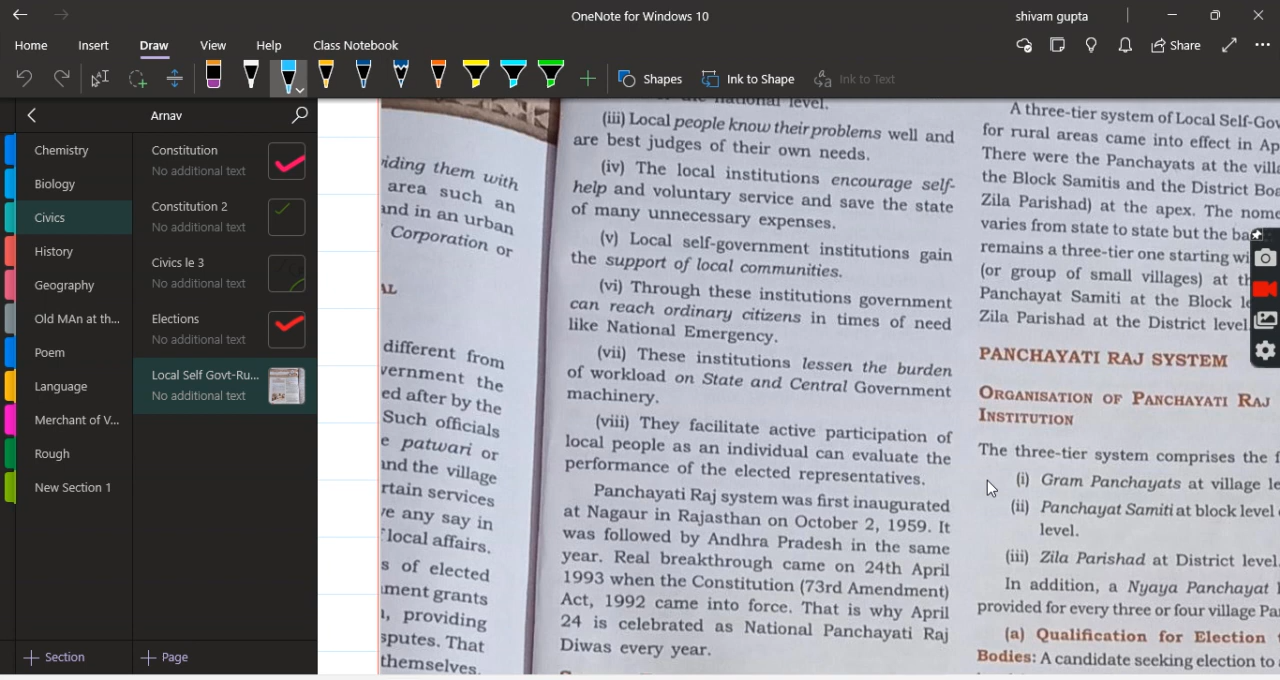 OneNote for Windows 10
shivam gupta
Home
Insert
Draw
View
Help
Class Notebook
Share
Shapes
Ink to Shape
Ink to Text
Arnav
Chemistry
Biology
Civics
History
Geography
Old MAn at th...
Poem
Language
Merchant of V...
Rough
New Section 1
Section
Constitution
No additional text
Constitution 2
No additional text
Civics le 3
No additional text
Elections
No additional text
Local Self Govt-Ru...
No additional text
Page
iding them with
area such an
and in an urban
Corporation or
AL
different from
vernment the
ed after by the
Such officials
e patwari or
and the village
rtain services
ve any say in
local affairs.
s of elected
ment grants
, providing
sputes. That
themselves.
national level.
(iii) Local people know their problems well and
are best judges of their own needs.
(iv) The local institutions encourage self-
help and voluntary service and save the state
of many unnecessary expenses.
(v) Local self-government institutions gain
the support of local communities.
(vi) Through these institutions government
can reach ordinary citizens in times of need
like National Emergency.
(vii) These institutions lessen the burden
of workload on State and Central Government
machinery.
(viii) They facilitate active participation of
local people as an individual can evaluate the
performance of the elected representatives.
Panchayati Raj system was first inaugurated
at Nagaur in Rajasthan on October 2, 1959. It
was followed by Andhra Pradesh in the same
year. Real breakthrough came on 24th April
1993 when the Constitution (73rd Amendment)
Act, 1992 came into force. That is why April
24 is celebrated as National Panchayati Raj
Diwas every year.
A three-tier system of Local Self-Gov
for rural areas came into effect in Ap
There were the Panchayats at the villa
the Block Samitis and the District Boa
Zila Parishad) at the apex. The nome
varies from state to state but the ba
remains a three-tier one starting wi
(or group of small villages) at th
Panchayat Samiti at the Block le
Zila Parishad at the District level.
PANCHAYATI RAJ SYSTEM
ORGANISATION OF PANCHAYATI RAJ
INSTITUTION
The three-tier system comprises the f
(i) Gram Panchayats at village le
(ii) Panchayat Samiti at block level
level.
(iii) Zila Parishad at District level.
In addition, a Nyaya Panchayat
provided for every three or four village Pa
(a) Qualification for Election
Bodies: A candidate seeking election to